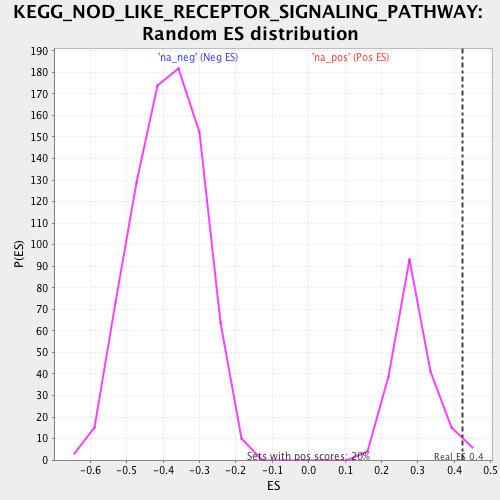 KEGG_NOD_LIKE_RECEPTOR_SIGNALING_PATHWAY:
Random ES distribution
'na_neg' (Neg ES) 'na_pos' (Pos ES)
190
180
170
160
150
140
130
120
110
100
90
80
70
60
50
40
30
20
10
0
P(ES)
Sets with pos scores: 20%
Real ES 0.4
-0.6 -0.5 -0.4 -0.3 -0.2 -0.1 0.0 0.1 0.2 0.3 0.4 0.5
ES